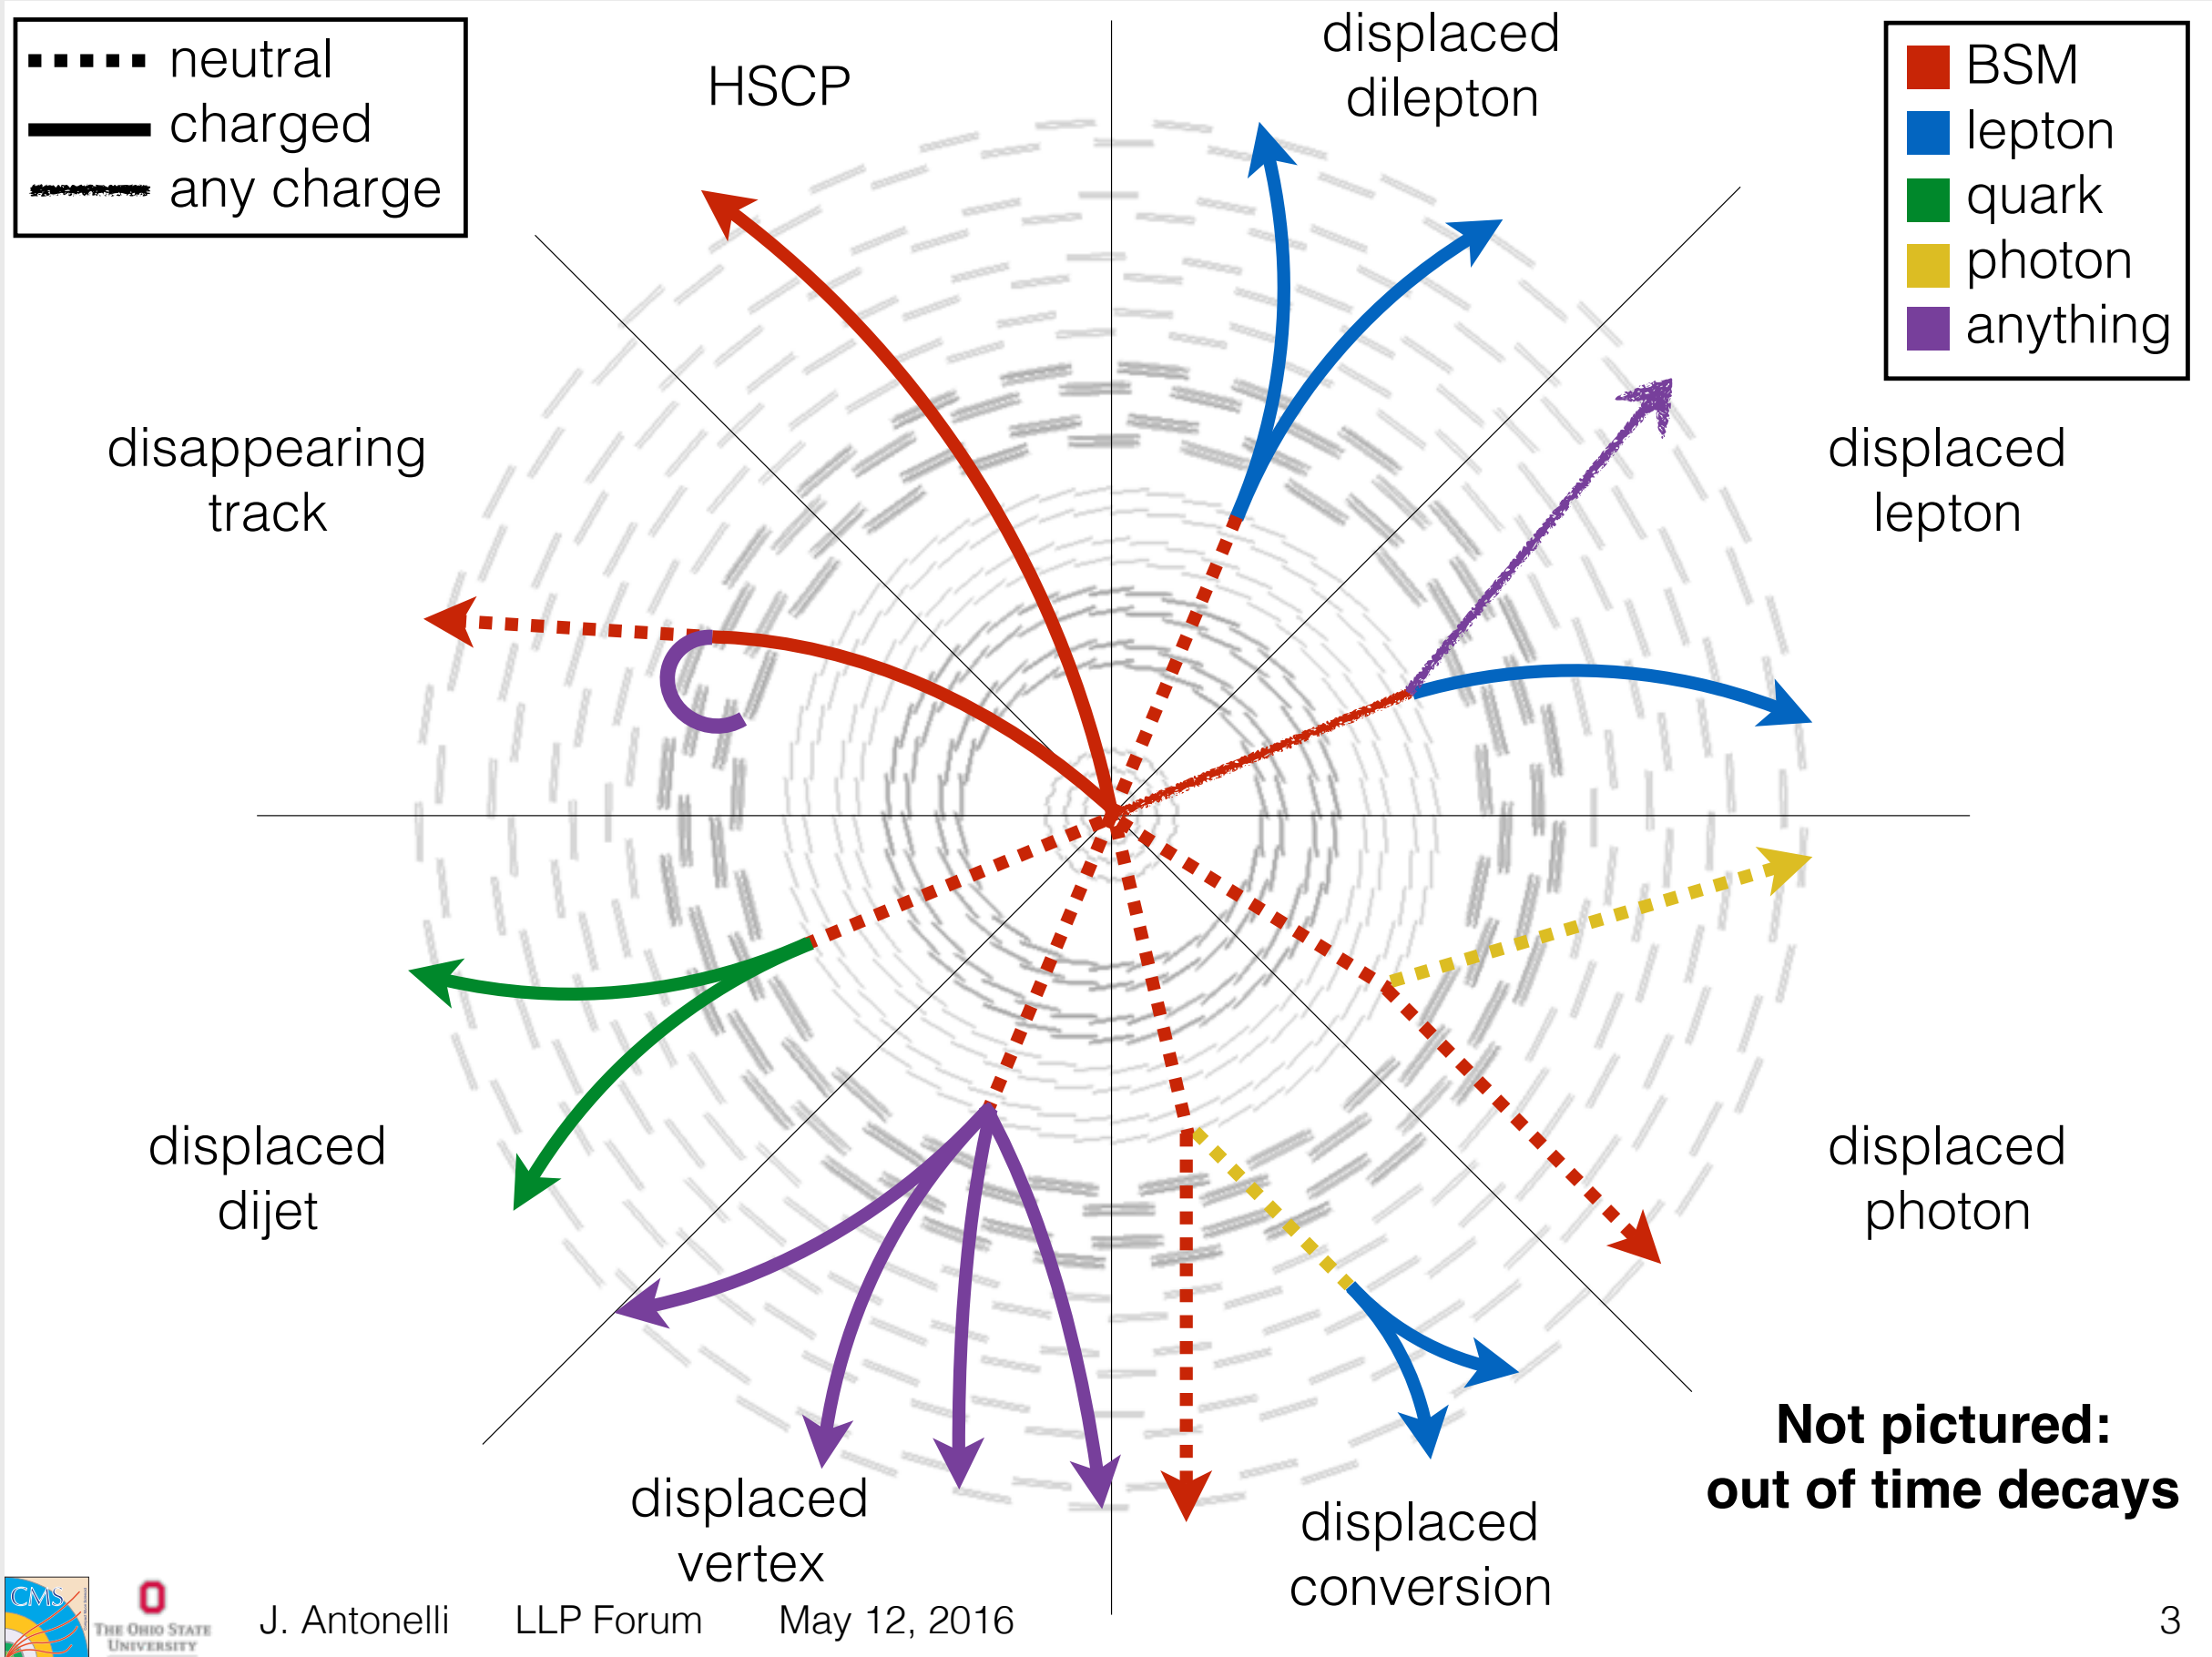 neutral
charged
any charge
HSCP
displaced
dilepton
BSM
lepton
quark
photon
anything
disappearing
track
displaced
lepton
displaced
dijet
displaced
photon
displaced
vertex
displaced
conversion
Not pictured:
out of time decays
CMS
THE OHIO STATE
UNIVERSITY
J. Antonelli LLP Forum May 12, 2016
3